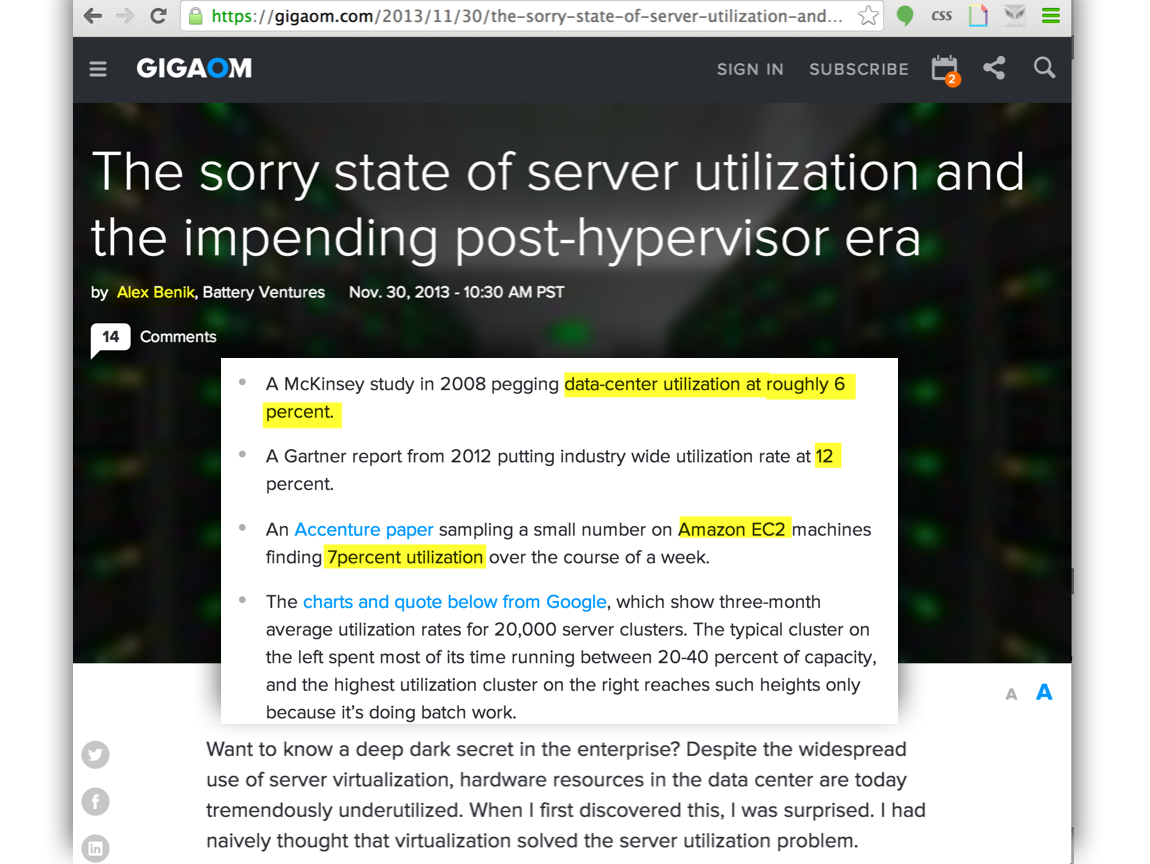 https://gigaom.com/2013/11/30/the-sorry-state-of-server-utilization-and...
css
GIGAOM
SIGN IN
SUBSCRIBE
2
The sorry state of server utilization and
the impending post-hypervisor era
by Alex Benik, Battery Ventures Nov. 30, 2013 - 10:30 AM PST
14 Comments
• A McKinsey study in 2008 pegging data-center utilization at roughly 6
percent.
• A Gartner report from 2012 putting industry wide utilization rate at 12
percent.
• An Accenture paper sampling a small number on Amazon EC2 machines
finding 7percent utilization over the course of a week.
• The charts and quote below from Google, which show three-month
average utilization rates for 20,000 server clusters. The typical cluster on
the left spent most of its time running between 20-40 percent of capacity,
and the highest utilization cluster on the right reaches such heights only
because it's doing batch work.
A A
Want to know a deep dark secret in the enterprise? Despite the widespread
use of server virtualization, hardware resources in the data center are today
tremendously underutilized. When I first discovered this, I was surprised. I had
naively thought that virtualization solved the server utilization problem.